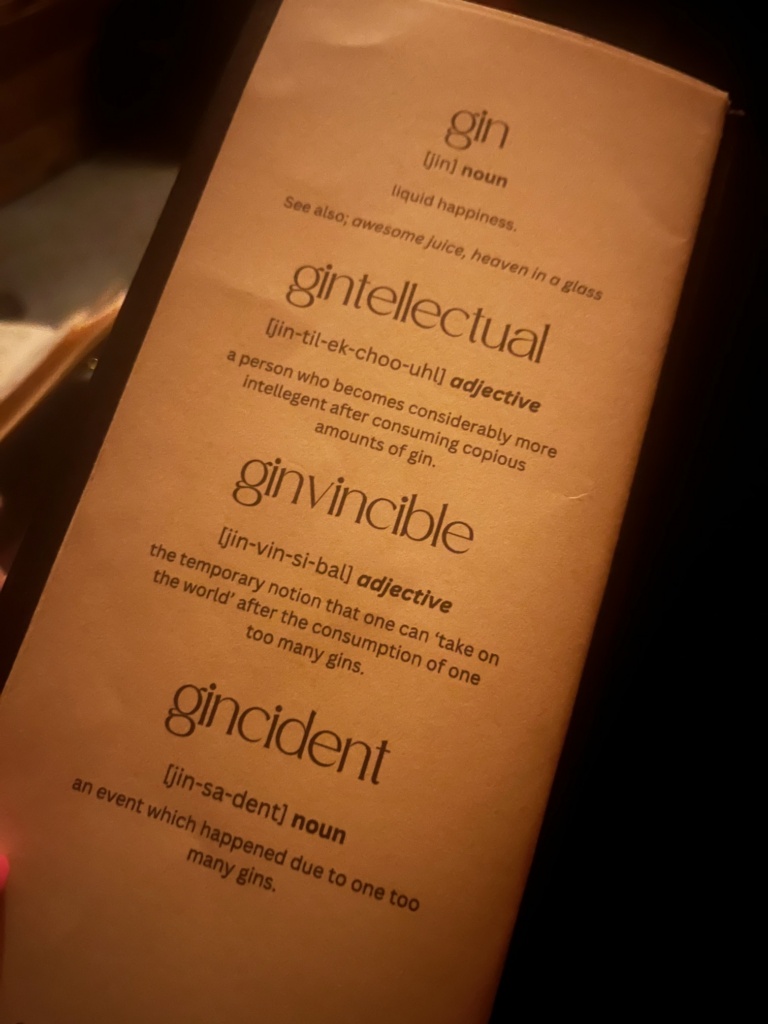 gin
[jin] noun
liquid happiness.
See also; awesome juice, heaven in a glass
gintellectual
[jin-til-ek-choo-uhl] adjective
a person who becomes considerably more
intellegent after consuming copious
amounts of gin.
ginvincible
[jin-vin-si-bal] adjective
the temporary notion that one can ‘take on
the world’ after the consumption of one
too many gins.
gincident
[jin-sa-dent] noun
an event which happened due to one too
many gins.